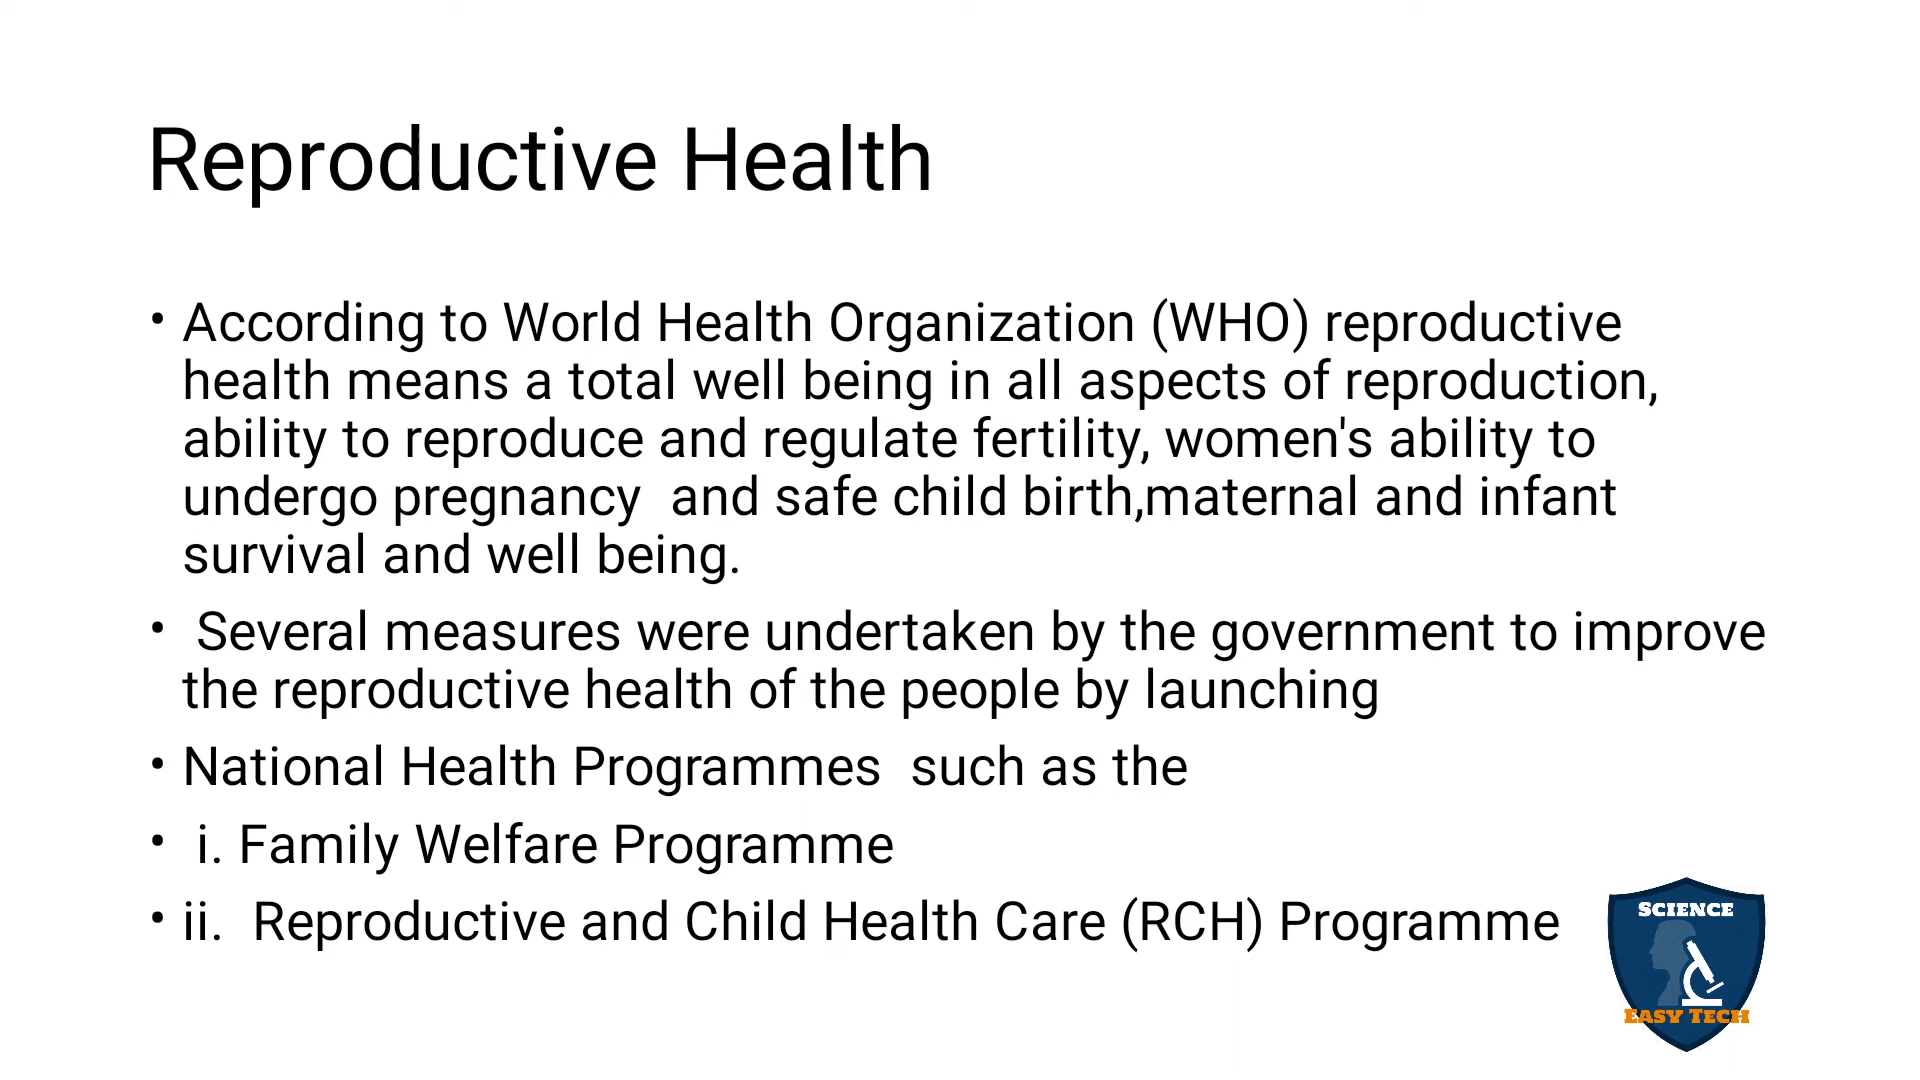 Reproductive Health
• According to World Health Organization (WHO) reproductive
health means a total well being in all aspects of reproduction,
ability to reproduce and regulate fertility, women's ability to
undergo pregnancy  and safe child birth,maternal and infant
survival and well being.
•  Several measures were undertaken by the government to improve
the reproductive health of the people by launching
• National Health Programmes  such as the
•  i. Family Welfare Programme
• ii.  Reproductive and Child Health Care (RCH) Programme
SCIENCE
EASY TECH